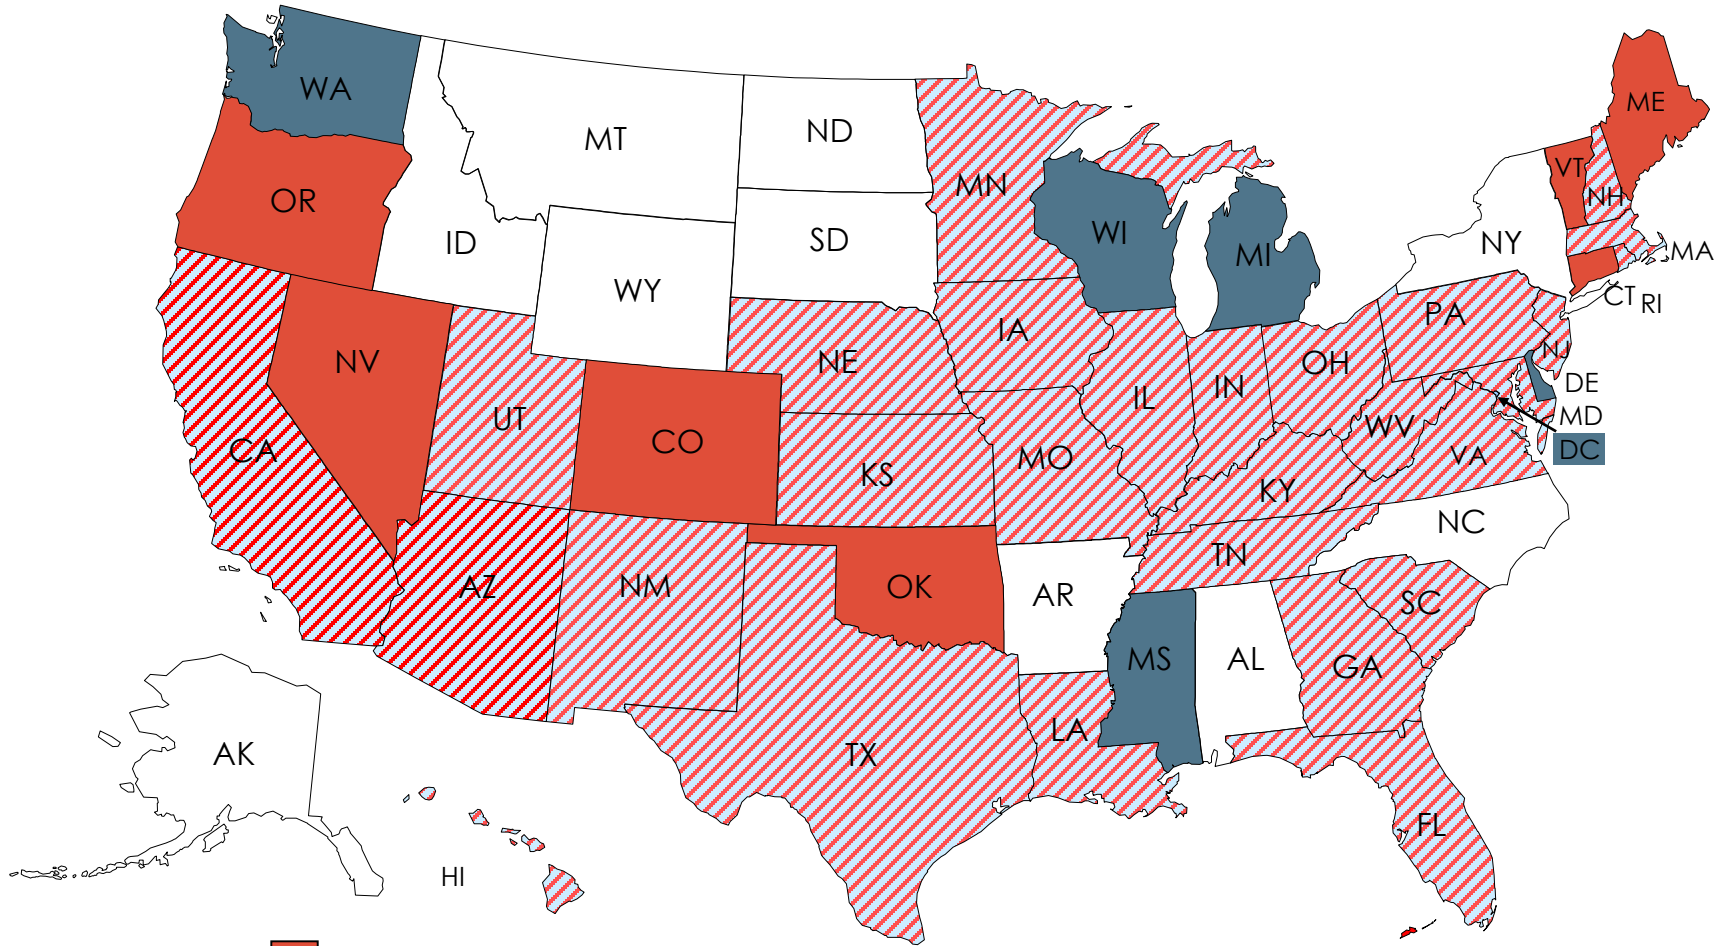 WA
ME
MT
ND
VT
MN
NH
OR
WI
SD
ID
NY
MI
MA
WY
CT
RI
PA
IA
NJ
NV
NE
OH
DE
IN
IL
MD
UT
WV
CO
CA
DC
MO
VA
KS
KY
NC
TN
AZ
NM
OK
AR
SC
MS
AL
GA
LA
AK
TX
FL
HI